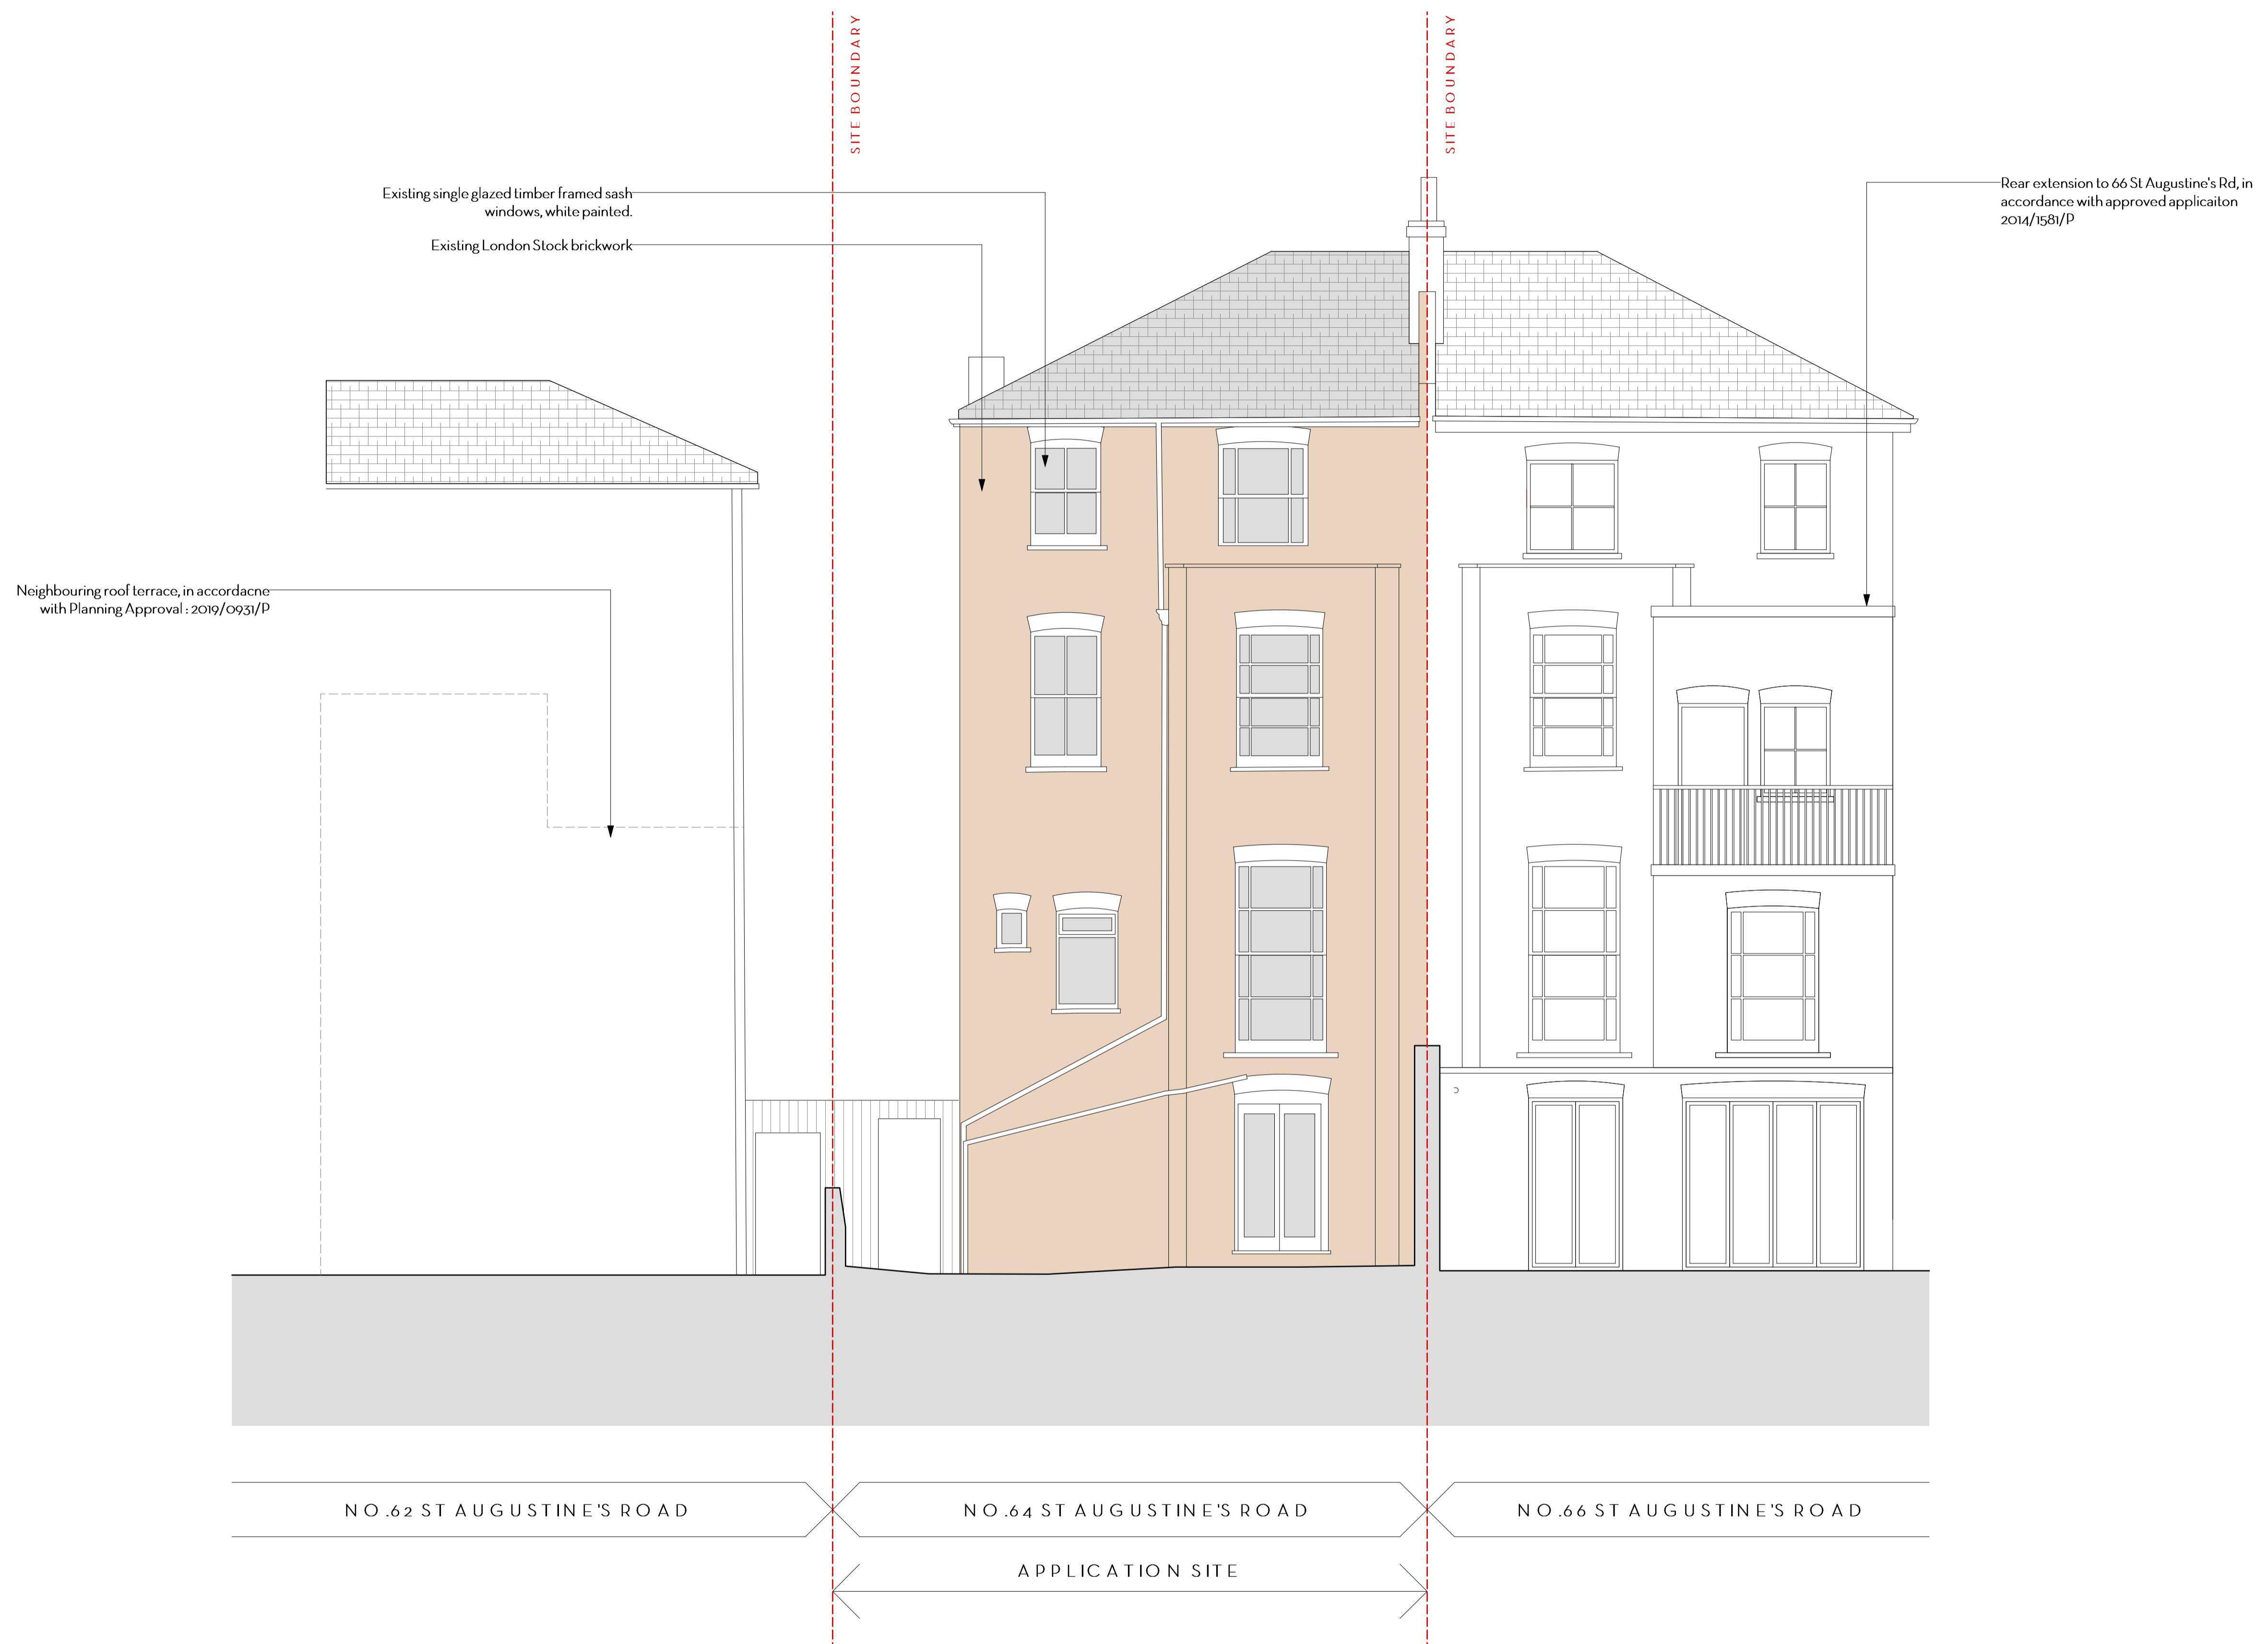 SITE BOUNDARY
SITE BOUNDARY
Existing single glazed timber framed sash
windows, white painted.
Existing London Stock brickwork
Rear extension to 66 St Augustine's Rd, in
accordance with approved applicaiton
2014/1581/P
Neighbouring roof terrace, in accordacne
with Planning Approval : 2019/0931/P
NO.62 ST AUGUSTINE'S ROAD
NO.64 ST AUGUSTINE'S ROAD
NO.66 ST AUGUSTINE'S ROAD
APPLICATION SITE